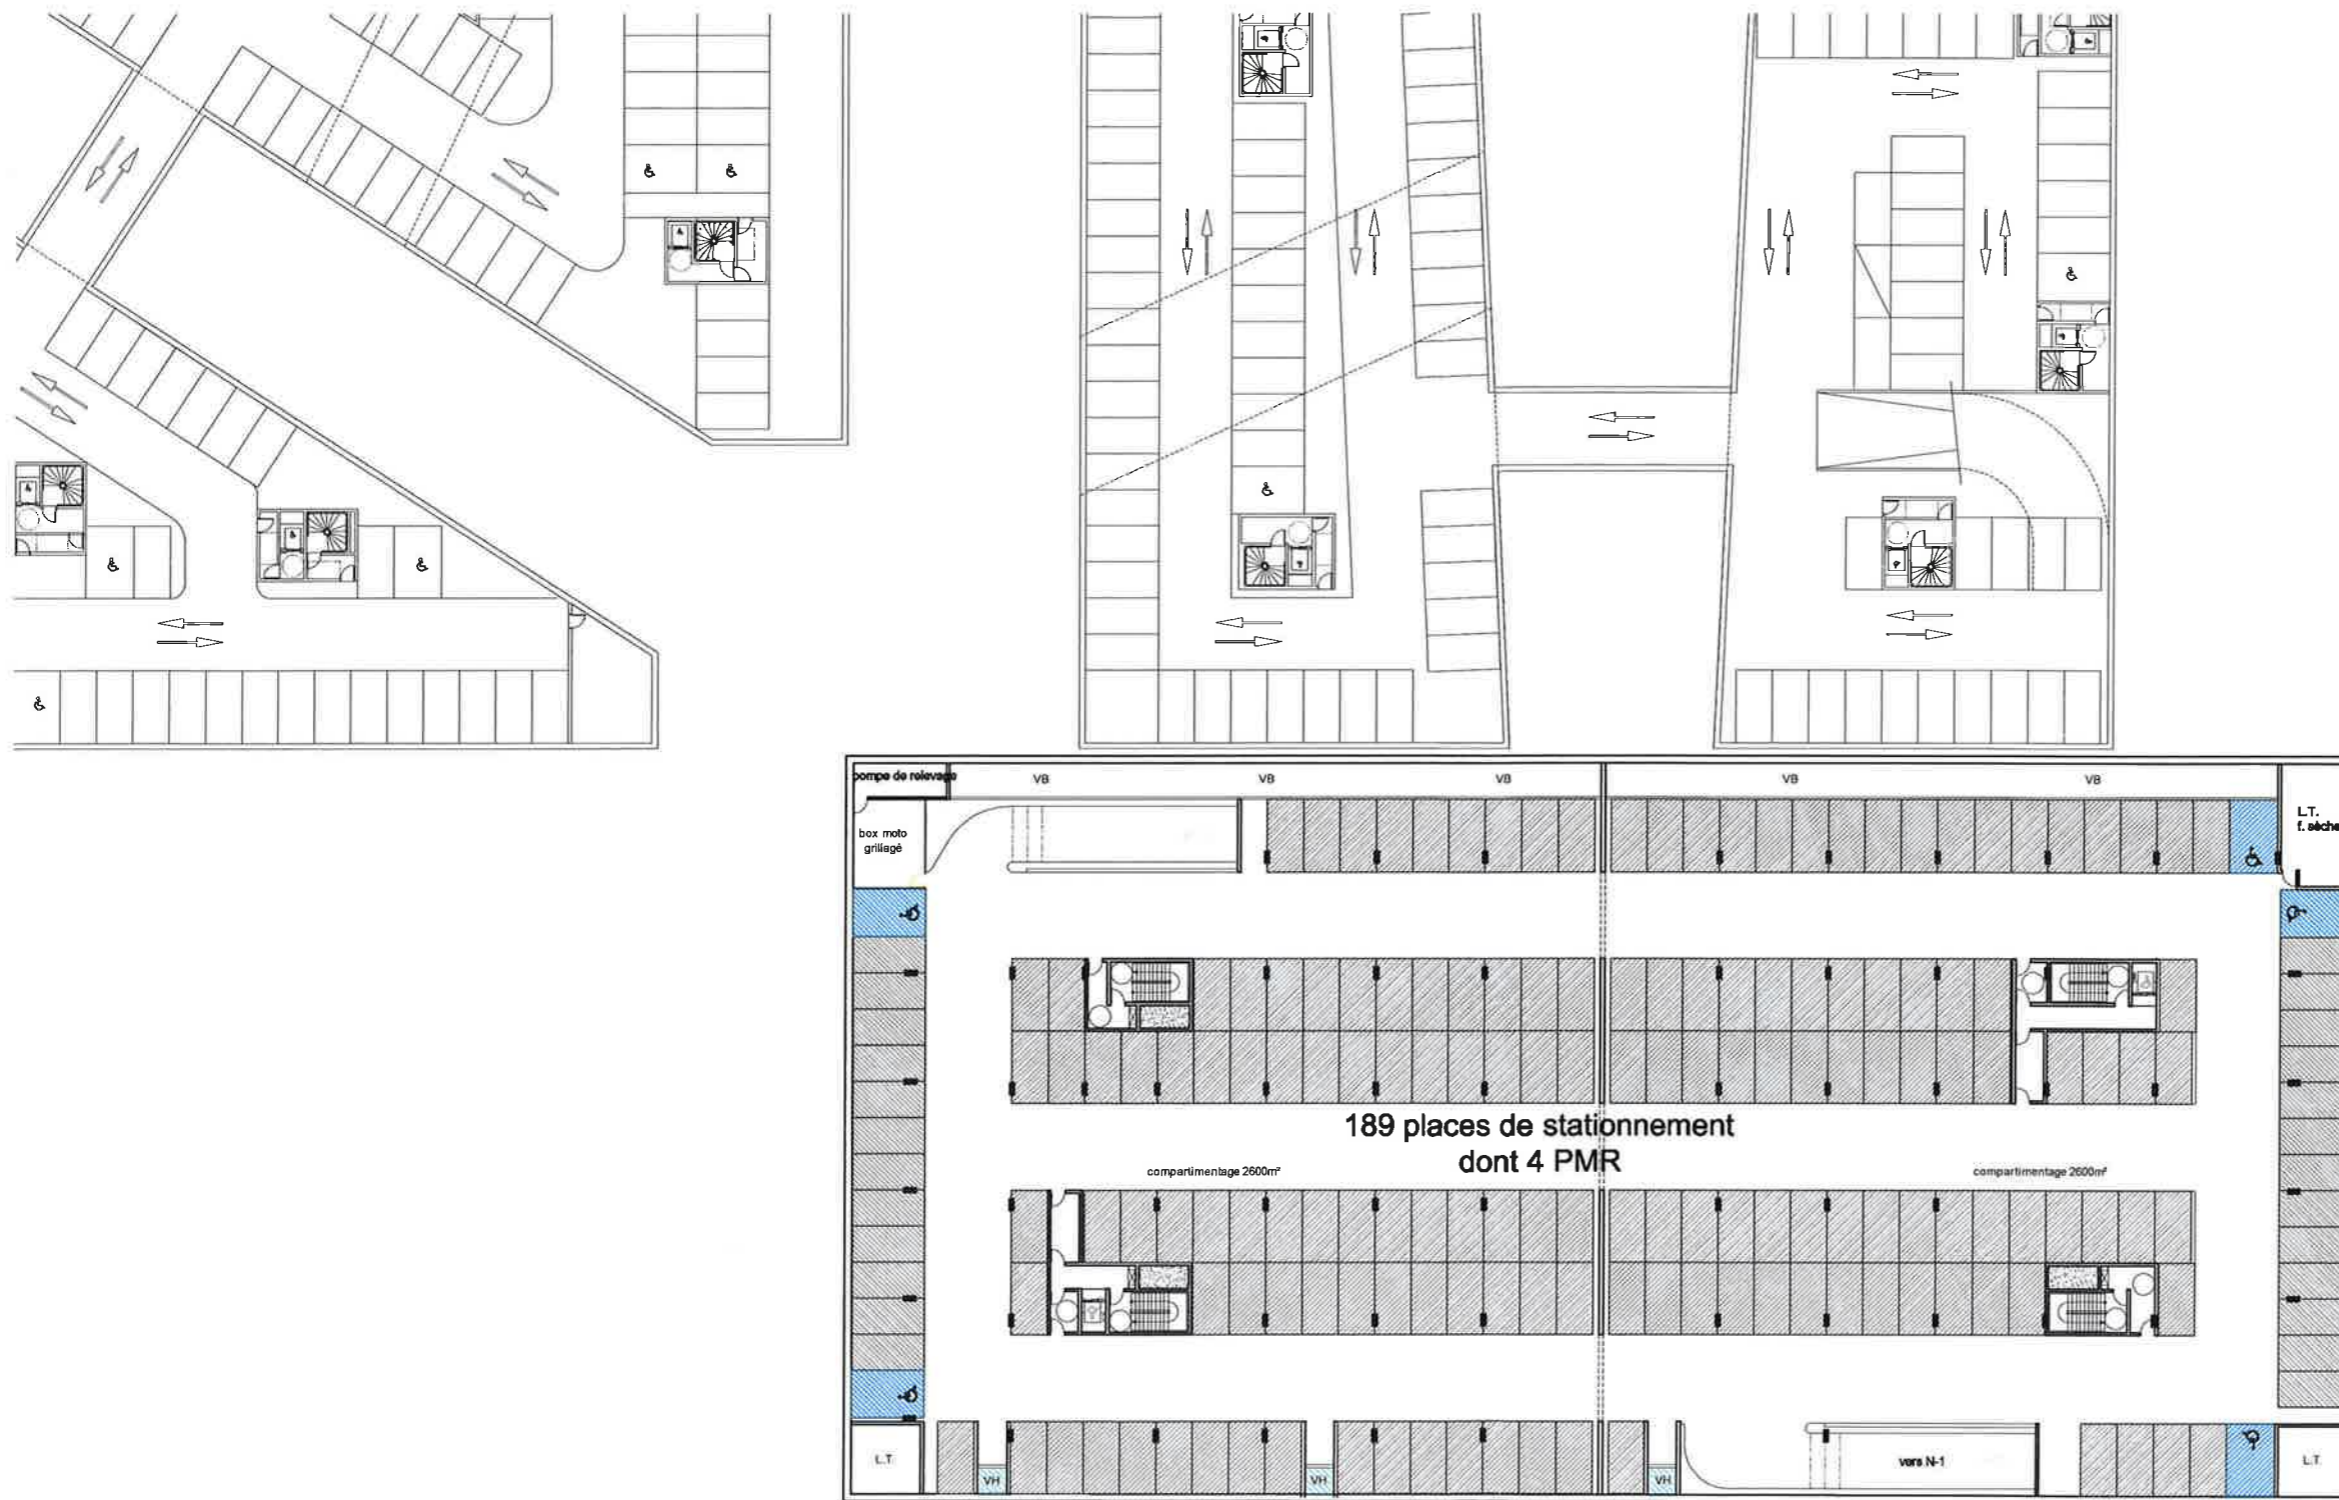 pompe de relevage
VB
VB
VB
VB
VB
box moto
grillagé
L.T.
f. sèche
189 places de stationnement
dont 4 PMR
compartimentage 2600m²
compartimentage 2600m²
L.T
VH
VH
VH
vers N-1
L.T.